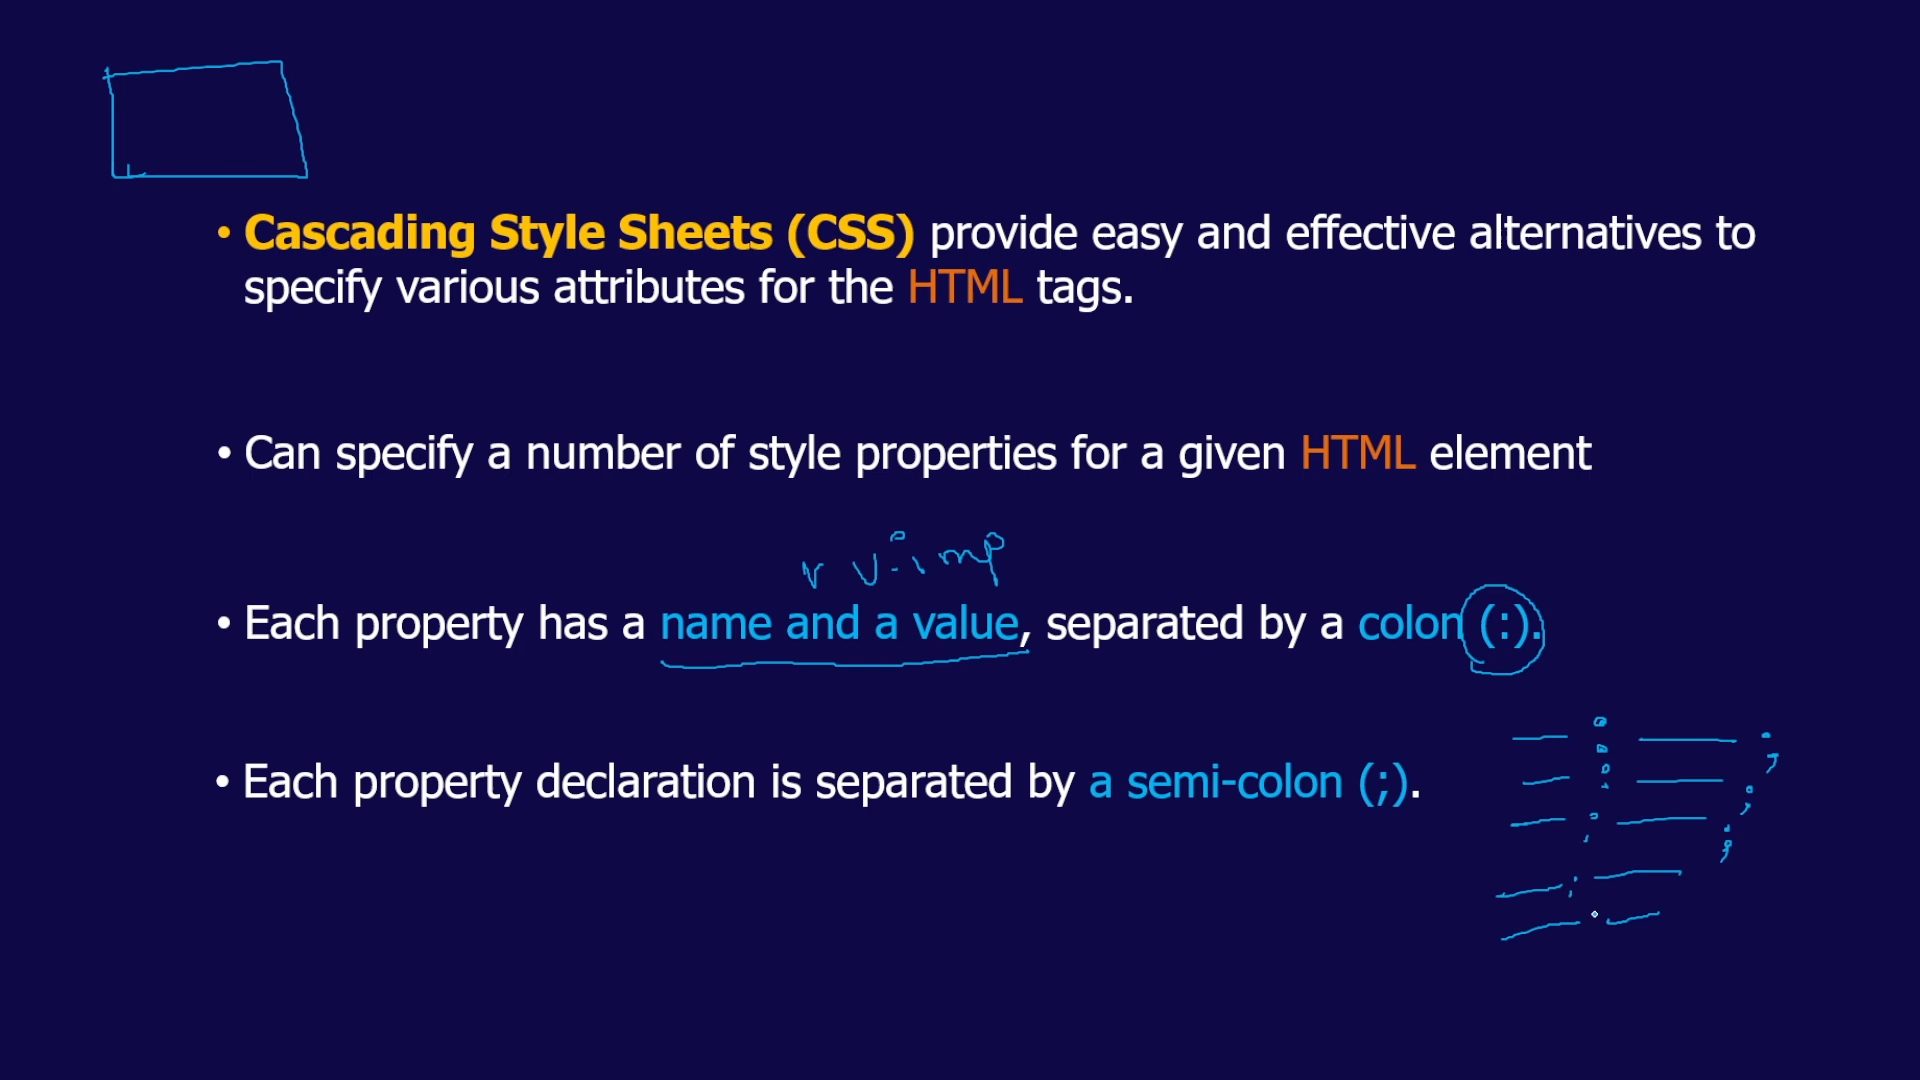 • Cascading Style Sheets (CSS) provide easy and effective alternatives to
specify various attributes for the HTML tags.
• Can specify a number of style properties for a given HTML element
v v.imp
• Each property has a name and a value, separated by a colon (:).
• Each property declaration is separated by a semi-colon (;).